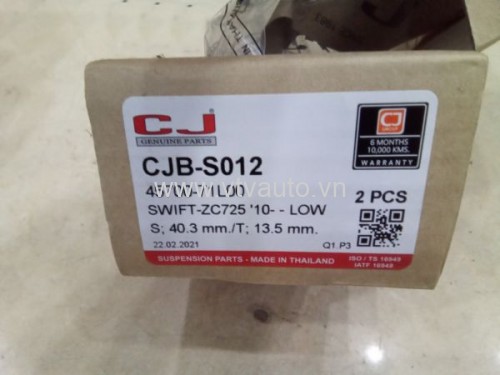 CJ
GENUINE PARTS
CJB-S012
SWIFT-ZC725 '10- - LOW
S; 40.3 mm./T; 13.5 mm.
22.02.2021
Q1.P3
CJ
GROUP
6 MONTHS
10,000 KMS.
WARRANTY
2 PCS
SUSPENSION PARTS - MADE IN THAILAND
ISO / TS 16949
IATF 16949